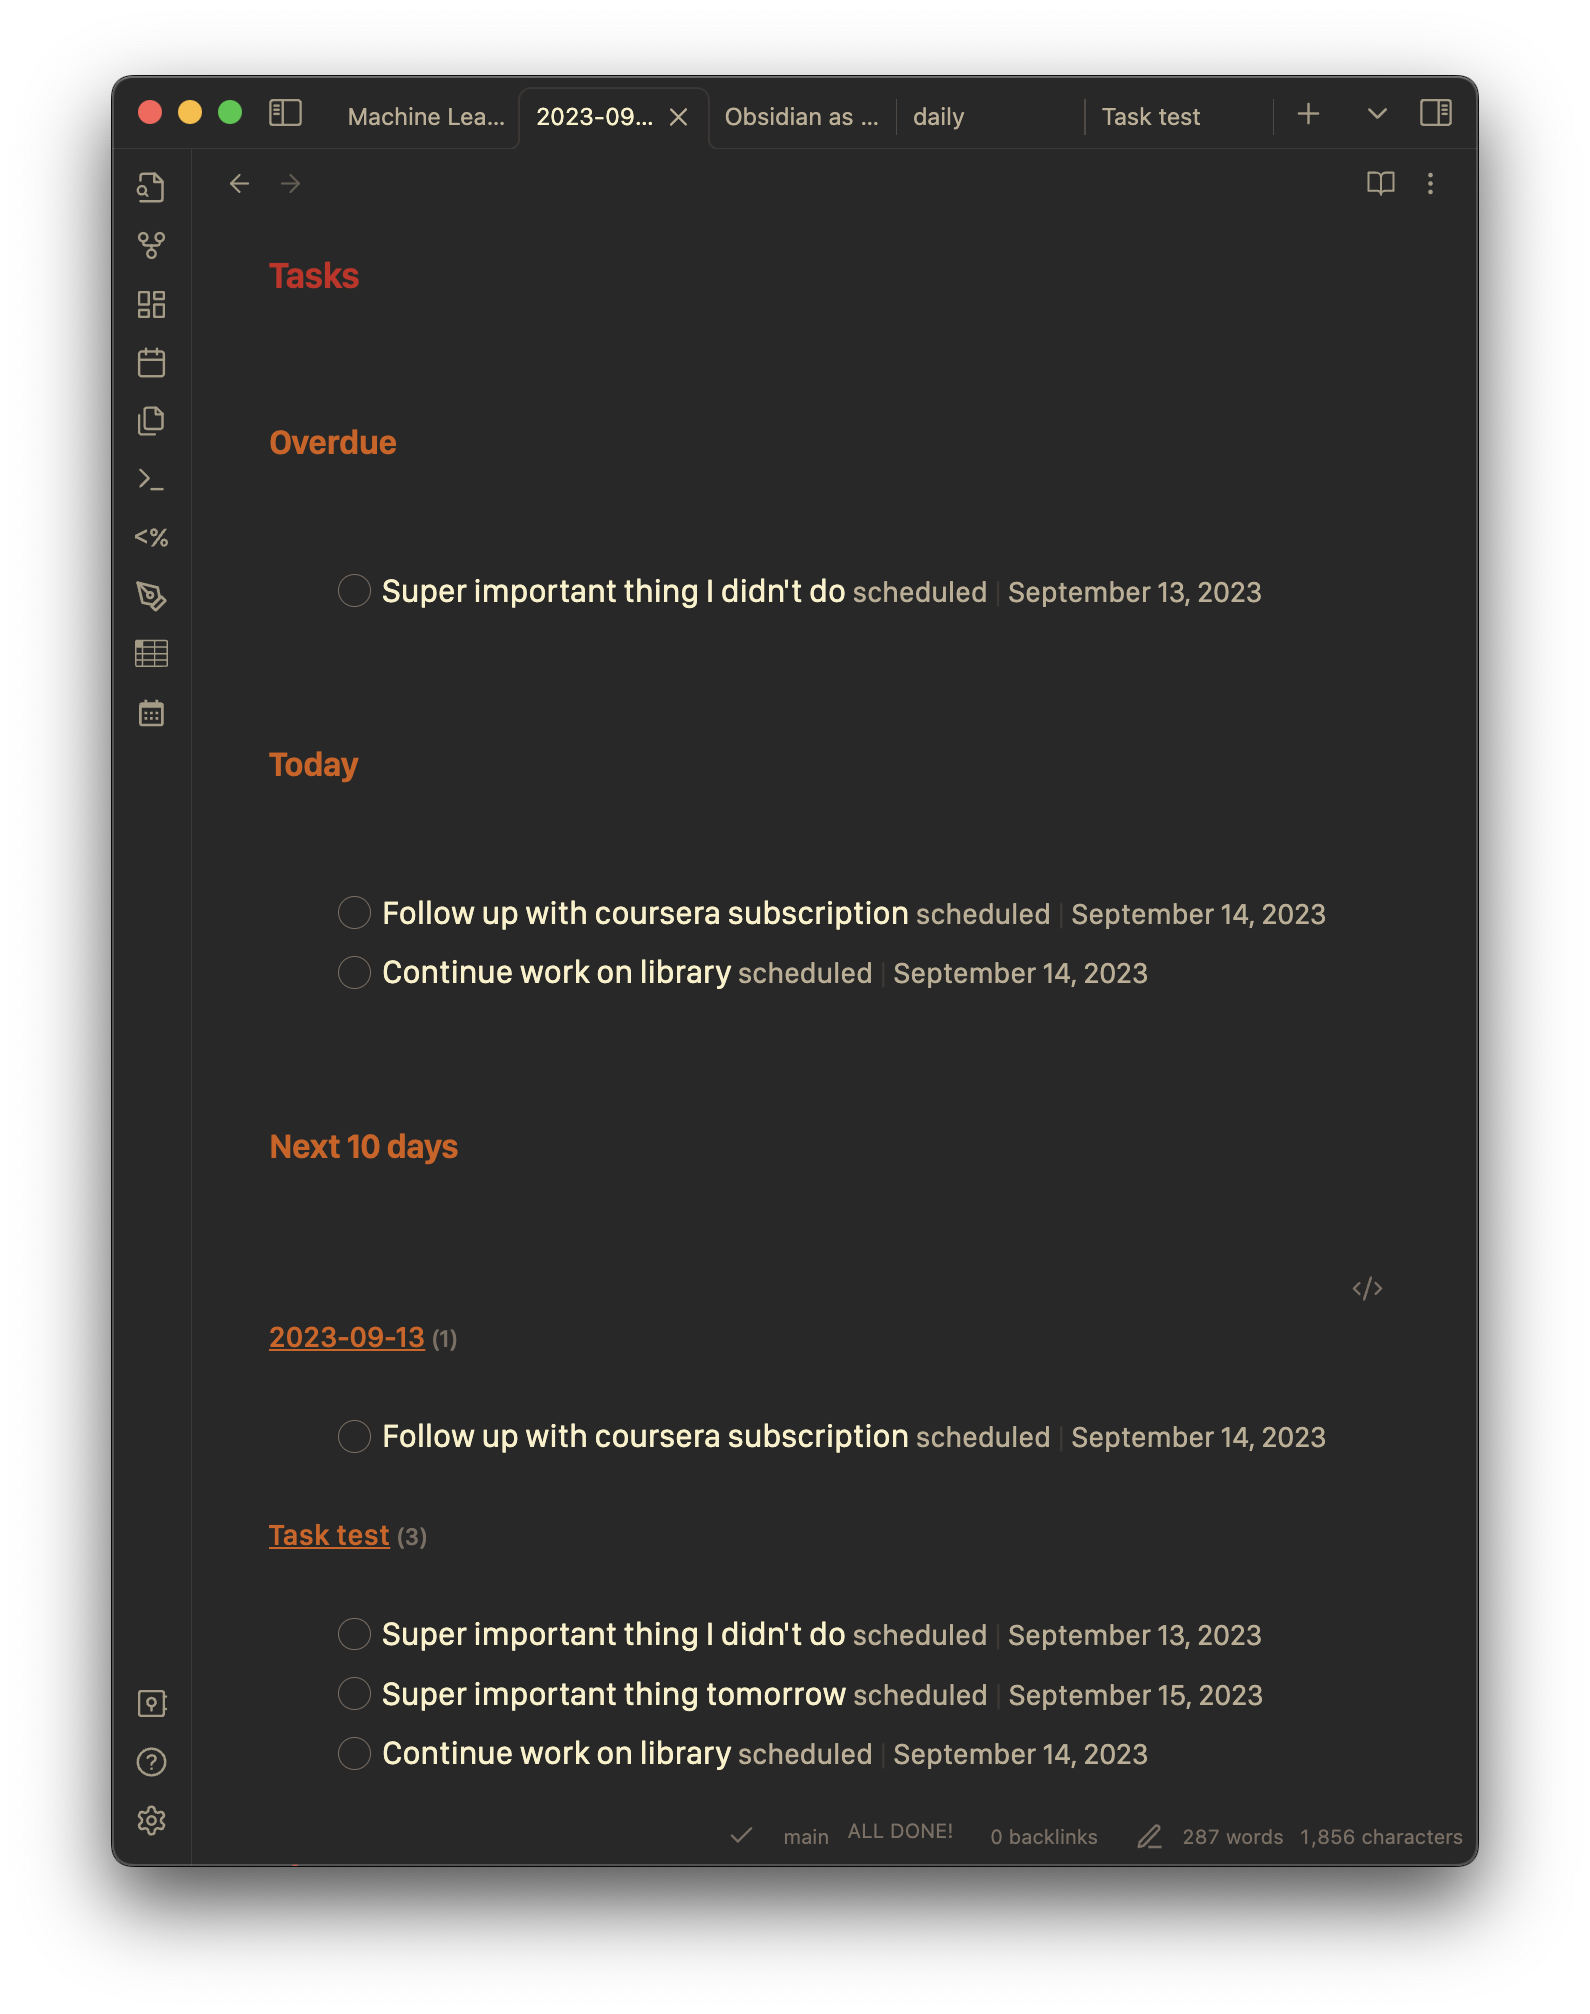 Machine Lea...
2023-09...
Obsidian as ...
daily
Task test
<%
Tasks
Overdue
Super important thing I didn't do scheduled | September 13, 2023
Today
Follow up with coursera subscription scheduled | September 14, 2023
Continue work on library scheduled | September 14, 2023
Next 10 days
</>
2023-09-13 (1)
Follow up with coursera subscription scheduled | September 14, 2023
Task test (3)
Super important thing I didn't do scheduled | September 13, 2023
Super important thing tomorrow scheduled | September 15, 2023
Continue work on library scheduled | September 14, 2023
main ALL DONE! 0 backlinks 287 words 1,856 characters